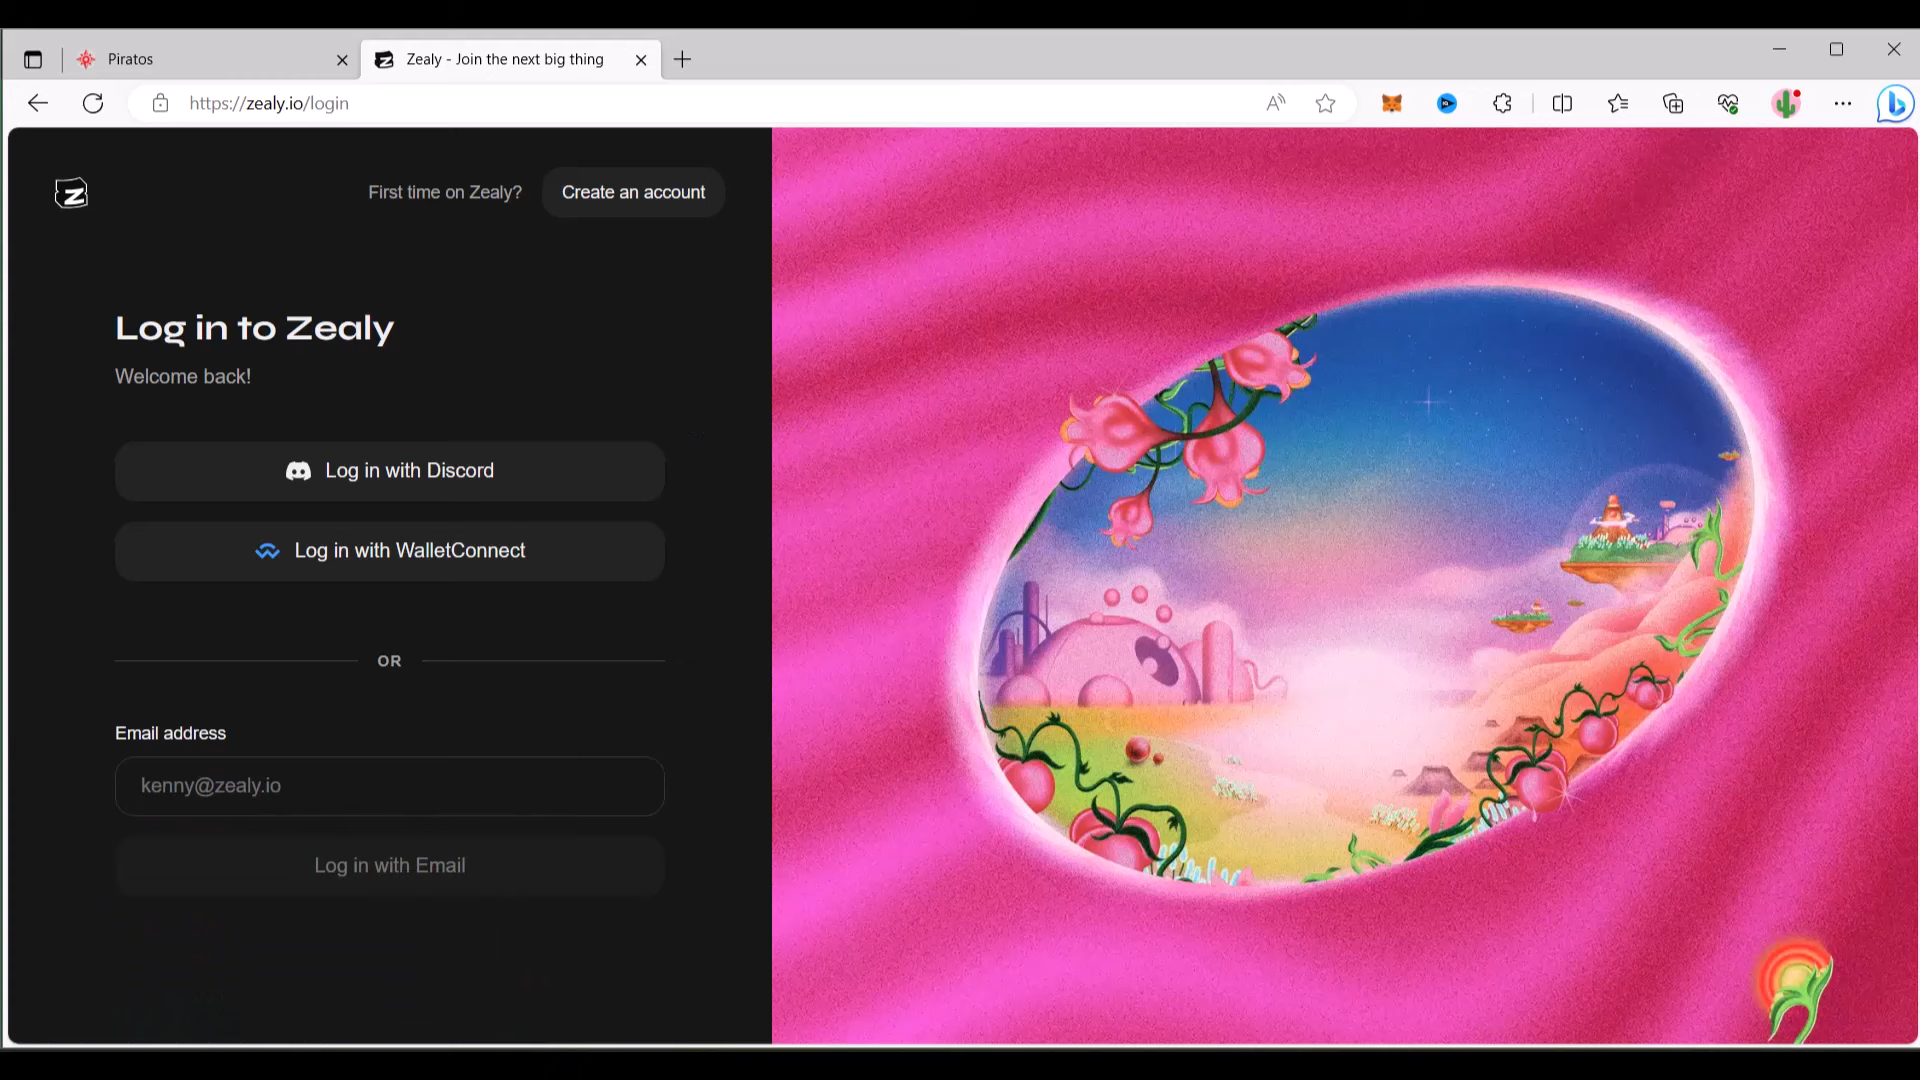 Piratos
Zealy - Join the next big thing
https://zealy.io/login
First time on Zealy?
Create an account
Log in to Zealy
Welcome back!
Log in with Discord
Log in with WalletConnect
OR
Email address
kenny@zealy.io
Log in with Email